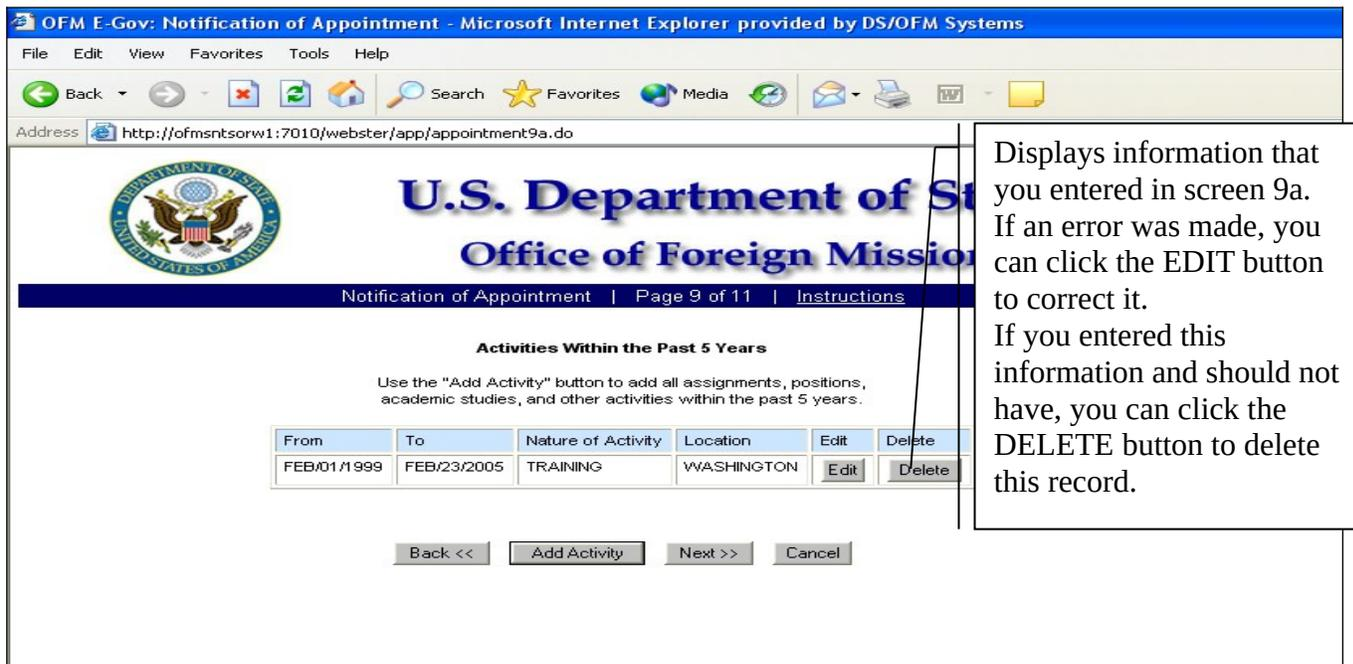 OFM E-Gov: Notification of Appointment - Microsoft Internet Explorer provided by DS/OFM Systems
File Edit View Favorites Tools Help
Back Search Favorites Media
Address http://ofmsntsorw1:7010/webster/app/appointment9a.do
DEPARTMENT OF STATE
UNITED STATES OF AMERICA
U.S. Department of St
Office of Foreign Missio
Notification of Appointment | Page 9 of 11 | Instructions
Activities Within the Past 5 Years
Use the "Add Activity" button to add all assignments, positions,
academic studies, and other activities within the past 5 years.
From To Nature of Activity Location Edit Delete
FEB/01/1999 FEB/23/2005 TRAINING WASHINGTON Edit Delete
Back << Add Activity Next >> Cancel
Displays information that
you entered in screen 9a.
If an error was made, you
can click the EDIT button
to correct it.
If you entered this
information and should not
have, you can click the
DELETE button to delete
this record.